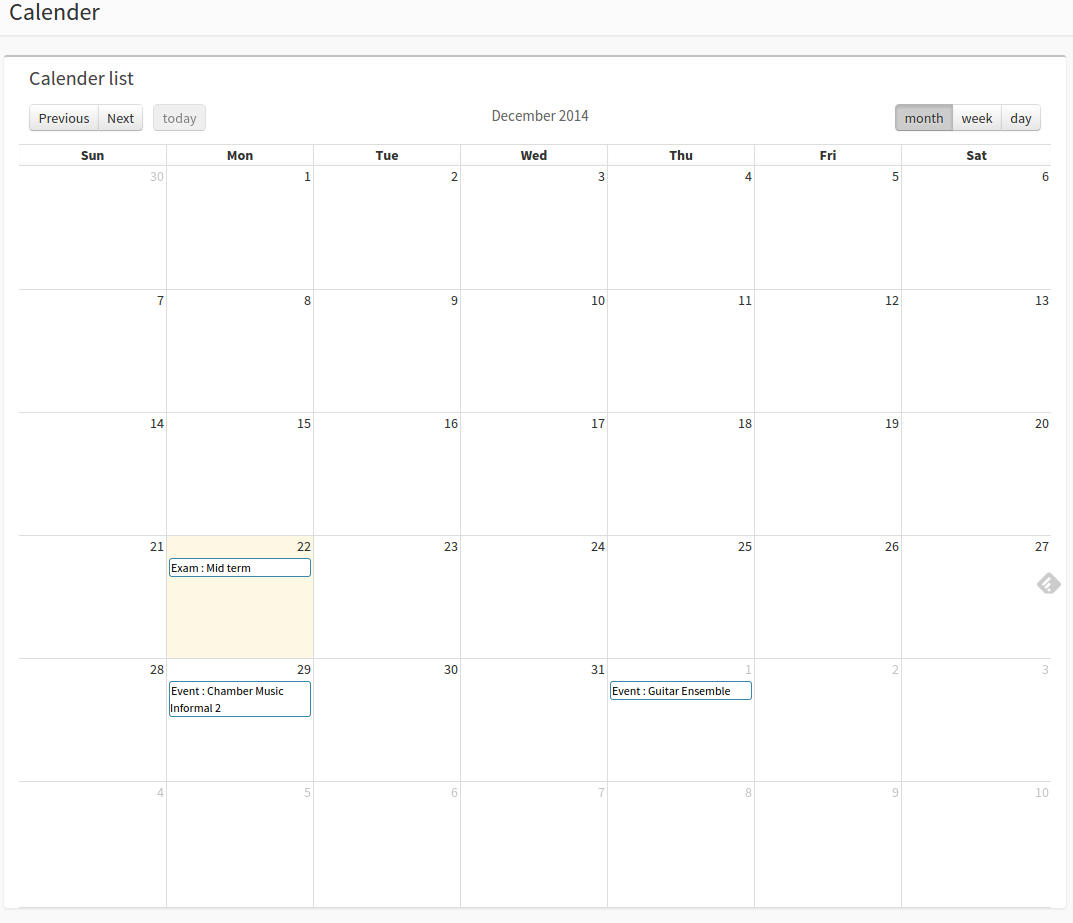 Calender
Calender list
Previous Next today December 2014 month week day
Sun Mon Tue Wed Thu Fri Sat
30 1 2 3 4 5 6
7 8 9 10 11 12 13
14 15 16 17 18 19 20
21 22 23 24 25 26 27
Exam : Mid term
28 29 30 31 1 2 3
Event : Chamber Music
Informal 2
Event : Guitar Ensemble
4 5 6 7 8 9 10